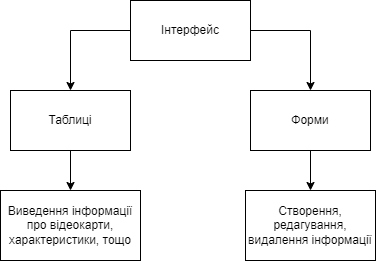 Інтерфейс
Таблиці
Форми
Виведення інформації
про відеокарти,
характеристики, тощо
Створення,
редагування,
видалення інформації